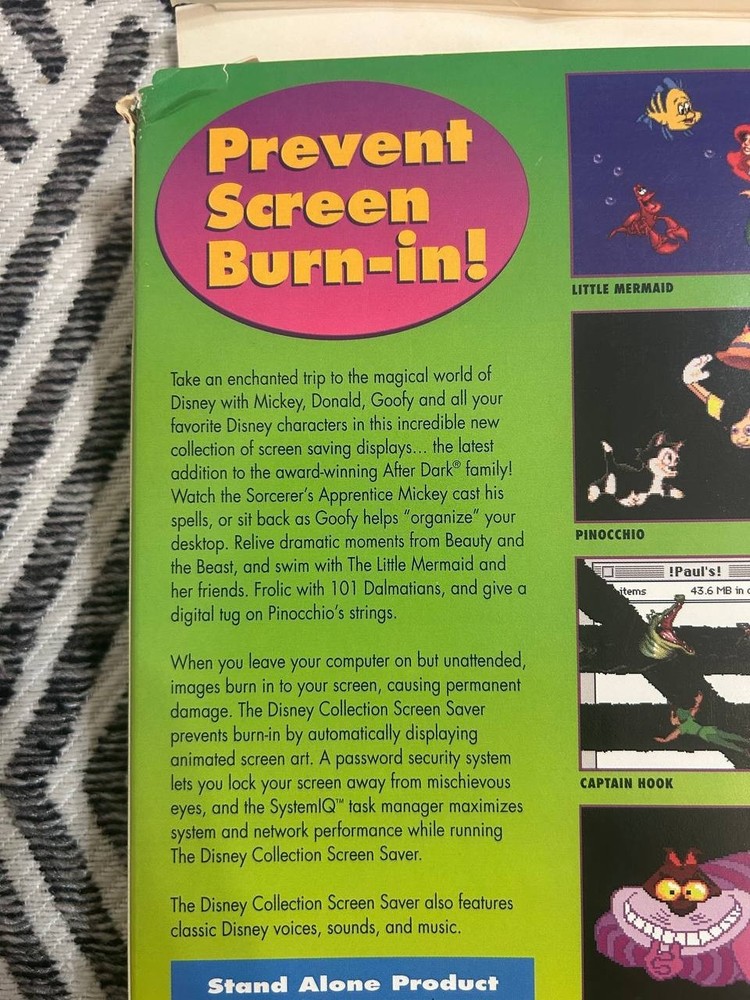 Prevent
Screen
Burn-in!
Take an enchanted trip to the magical world of
Disney with Mickey, Donald, Goofy and all your
favorite Disney characters in this incredible new
collection of screen saving displays... the latest
addition to the award-winning After Dark® family!
Watch the Sorcerer's Apprentice Mickey cast his
spells, or sit back as Goofy helps "organize" your
desktop. Relive dramatic moments from Beauty and
the Beast, and swim with The Little Mermaid and
her friends. Frolic with 101 Dalmatians, and give a
digital tug on Pinocchio's strings.
When you leave your computer on but unattended,
images burn in to your screen, causing permanent
damage. The Disney Collection Screen Saver
prevents burn-in by automatically displaying
animated screen art. A password security system
lets you lock your screen away from mischievous
eyes, and the SystemIQ™ task manager maximizes
system and network performance while running
The Disney Collection Screen Saver.
The Disney Collection Screen Saver also features
classic Disney voices, sounds, and music.
Stand Alone Product
LITTLE MERMAID
PINOCCHIO
!Paul's!
items 43.6 MB in
CAPTAIN HOOK